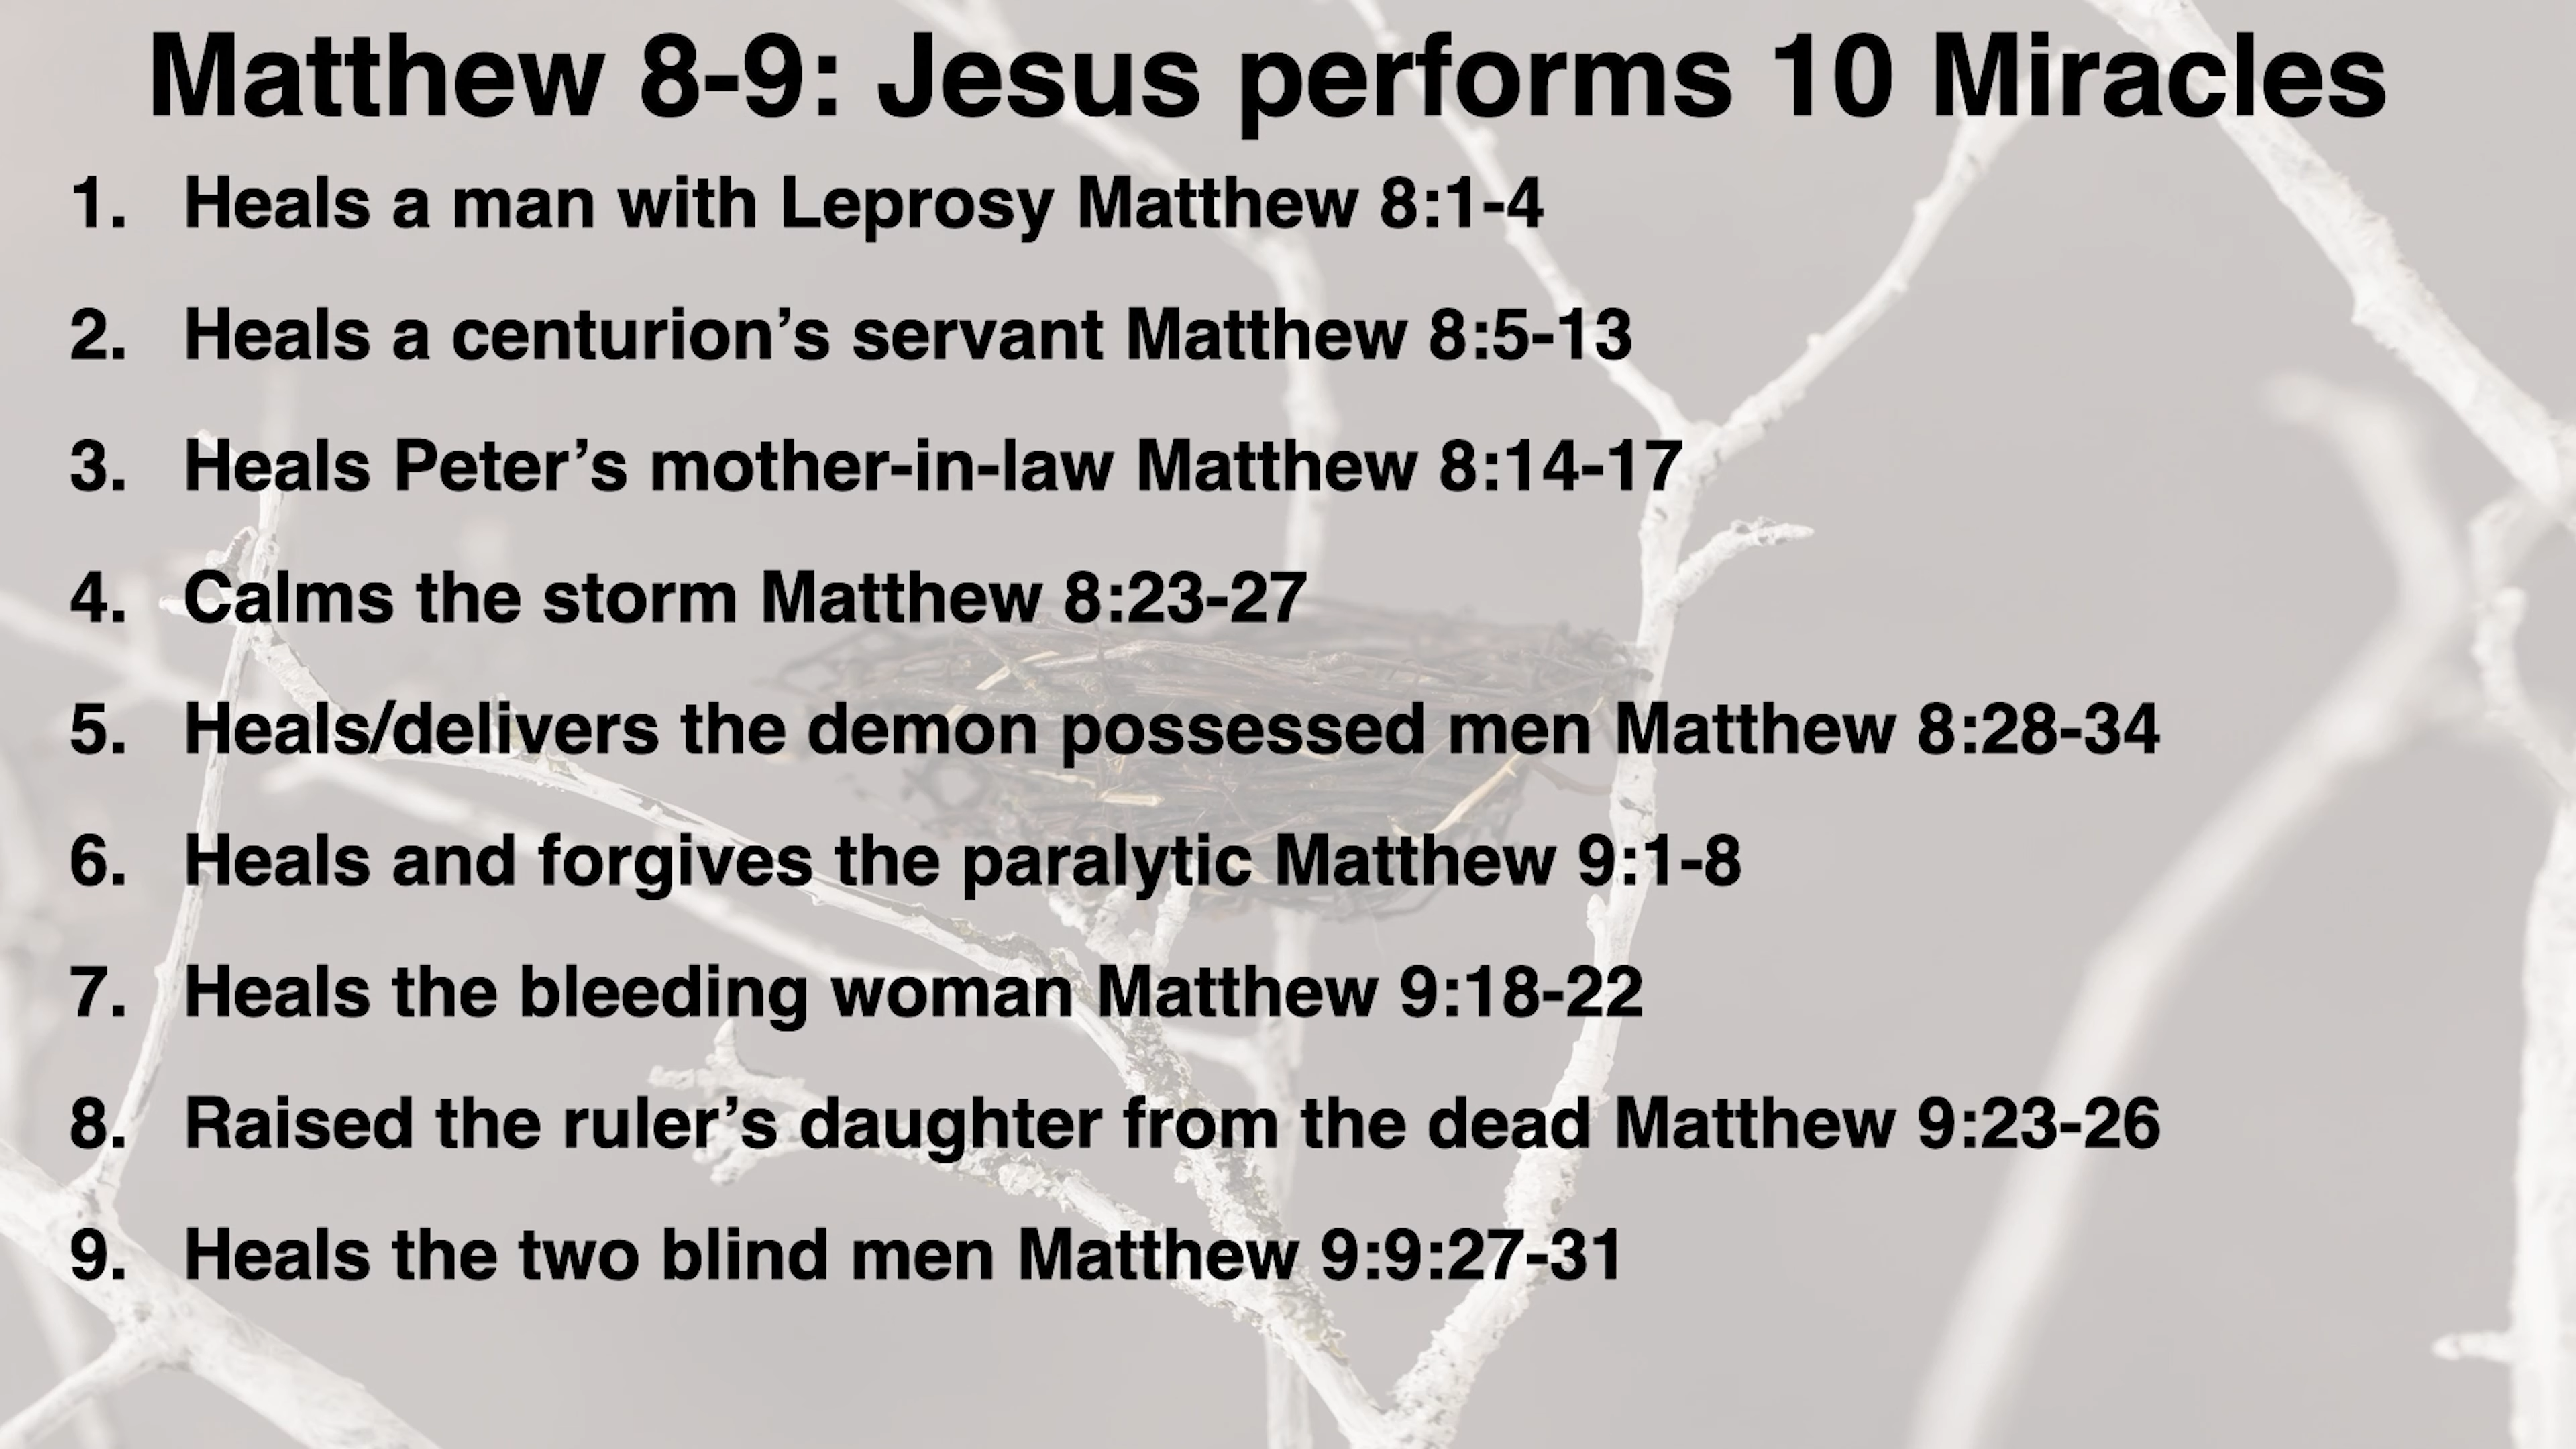 Matthew 8-9: Jesus performs 10 Miracles
1. Heals a man with Leprosy Matthew 8:1-4
2. Heals a centurion’s servant Matthew 8:5-13
3. Heals Peter’s mother-in-law Matthew 8:14-17
4. Calms the storm Matthew 8:23-27
5. Heals/delivers the demon possessed men Matthew 8:28-34
6. Heals and forgives the paralytic Matthew 9:1-8
7. Heals the bleeding woman Matthew 9:18-22
8. Raised the ruler’s daughter from the dead Matthew 9:23-26
9. Heals the two blind men Matthew 9:9:27-31